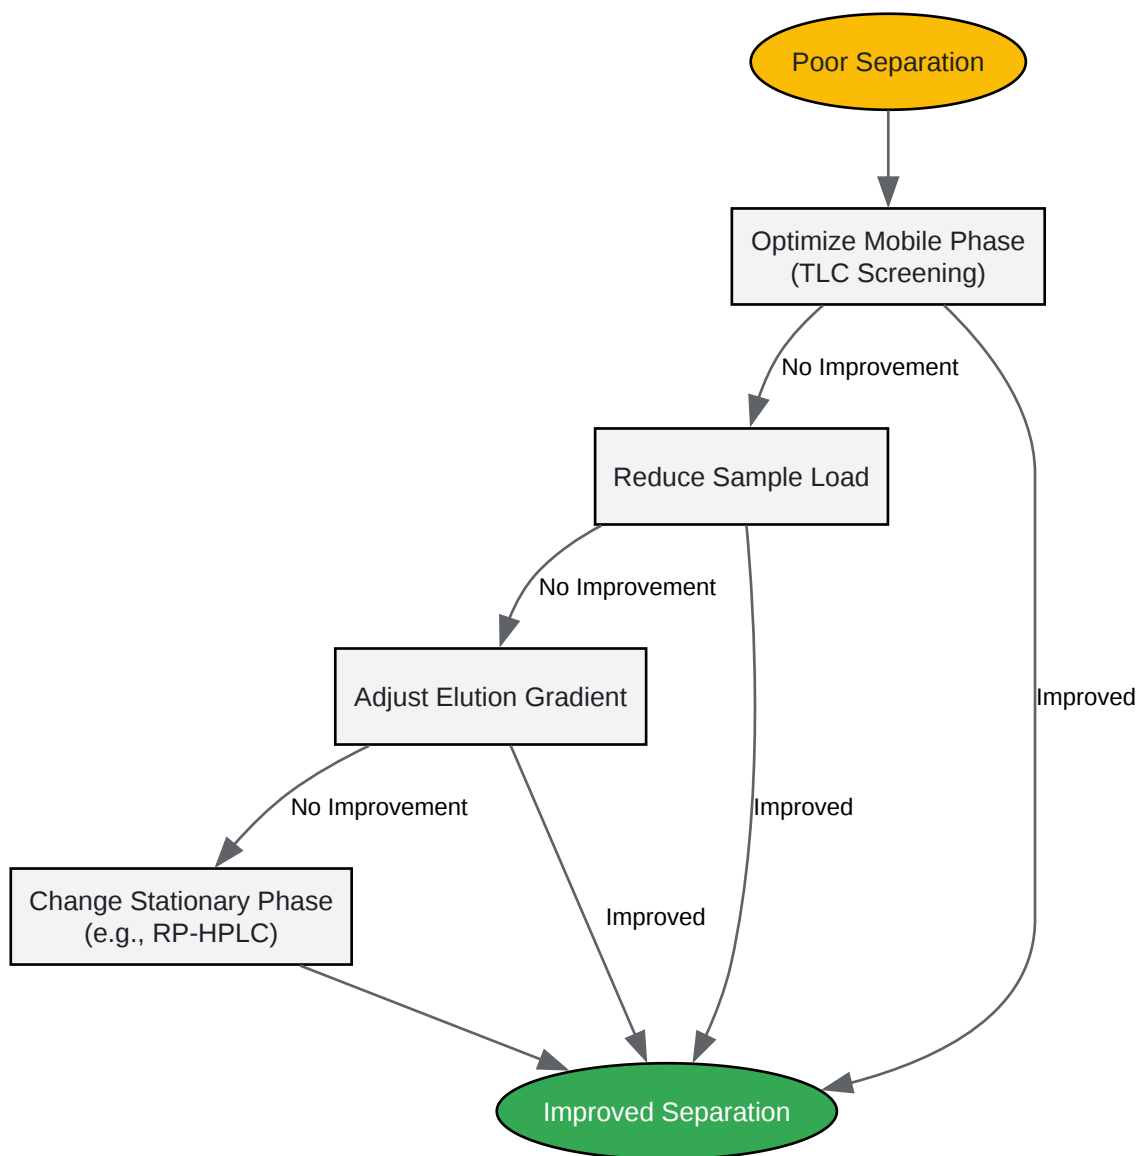 Poor Separation
Optimize Mobile Phase
(TLC Screening)
No Improvement
Reduce Sample Load
No Improvement
Adjust Elution Gradient
Improved
No Improvement
Improved
Change Stationary Phase
(e.g., RP-HPLC)
Improved
Improved Separation